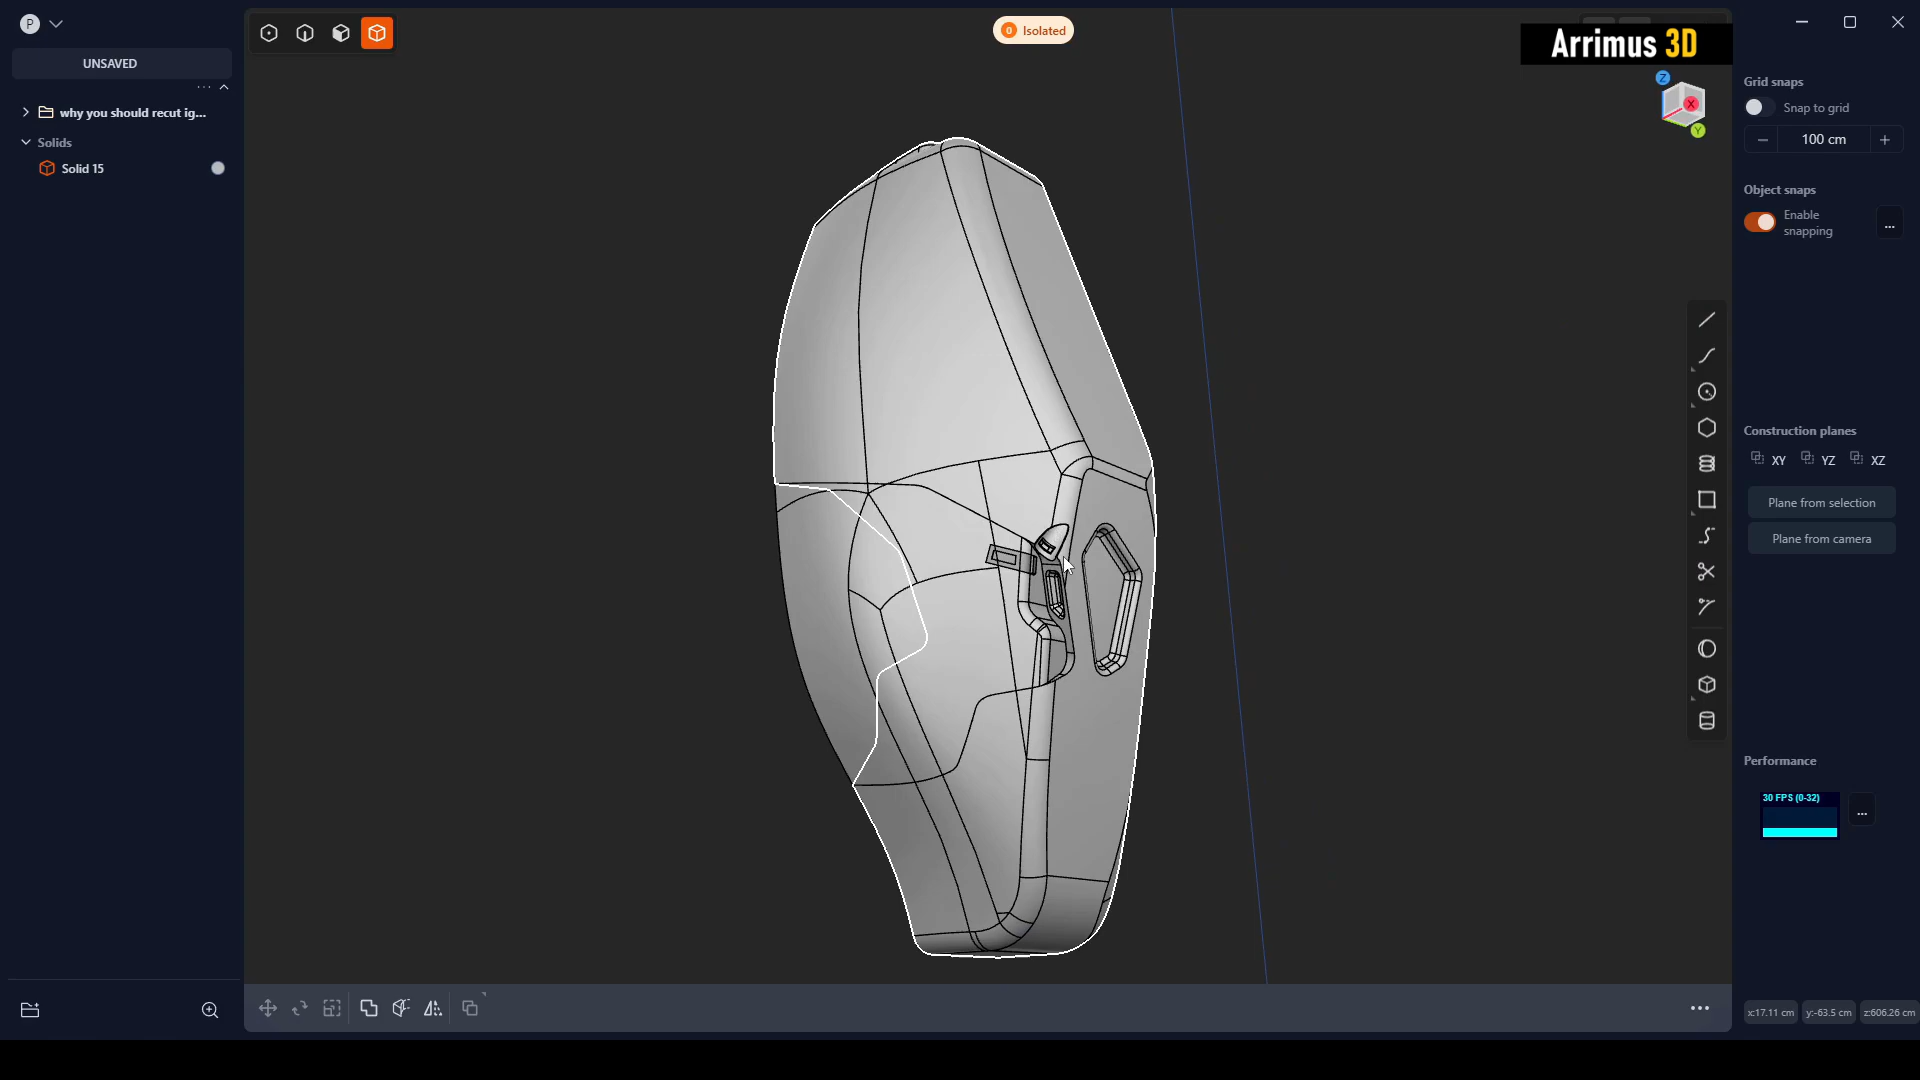 P
UNSAVED
why you should recut ig...
Solids
Solid 15
0 Isolated
Arrimus 3D
Z
X
Y
Grid snaps
Snap to grid
100 cm
Object snaps
Enable
snapping
...
Construction planes
XY YZ XZ
Plane from selection
Plane from camera
Performance
30 FPS (0-32)
...
x:17.11 cm y:-63.5 cm z:606.26 cm